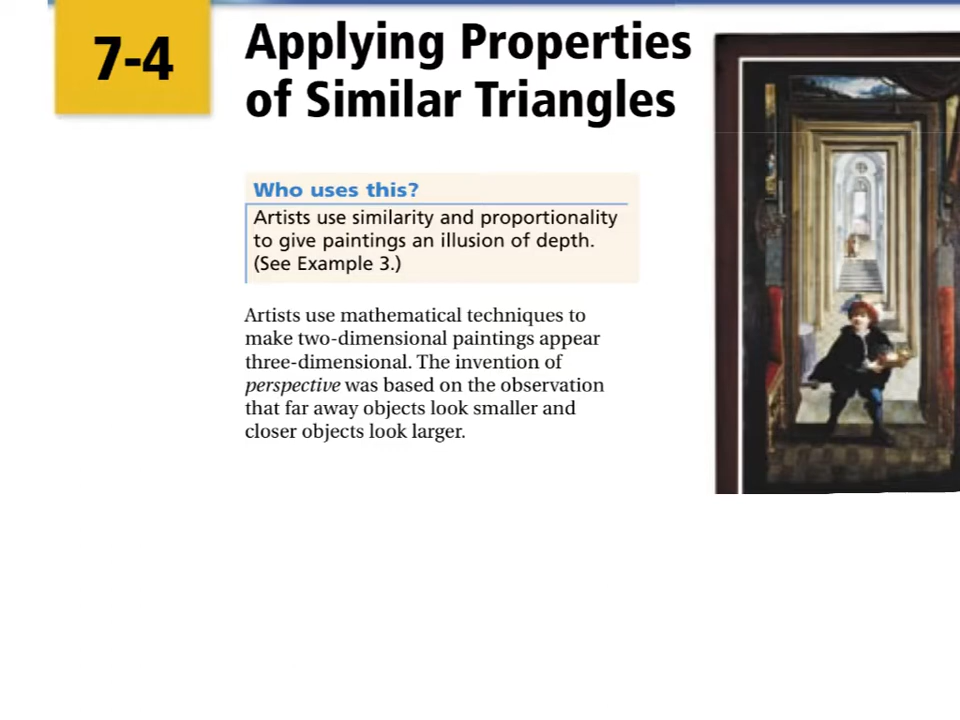 7-4
Applying Properties
of Similar Triangles
Who uses this?
Artists use similarity and proportionality
to give paintings an illusion of depth.
(See Example 3.)
Artists use mathematical techniques to
make two-dimensional paintings appear
three-dimensional. The invention of
perspective was based on the observation
that far away objects look smaller and
closer objects look larger.